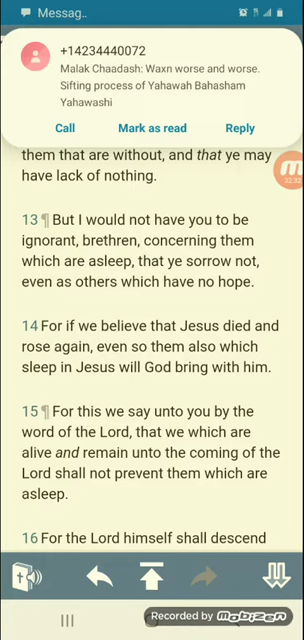 Messag..
+14234440072
Malak Chaadash: Waxn worse and worse.
Sifting process of Yahawah Bahasham
Yahawashi
Call Mark as read Reply
them that are without, and that ye may
have lack of nothing.
32:32
13 ¶ But I would not have you to be
ignorant, brethren, concerning them
which are asleep, that ye sorrow not,
even as others which have no hope.
14 For if we believe that Jesus died and
rose again, even so them also which
sleep in Jesus will God bring with him.
15 ¶ For this we say unto you by the
word of the Lord, that we which are
alive and remain unto the coming of the
Lord shall not prevent them which are
asleep.
16 For the Lord himself shall descend
Recorded by Mobizen